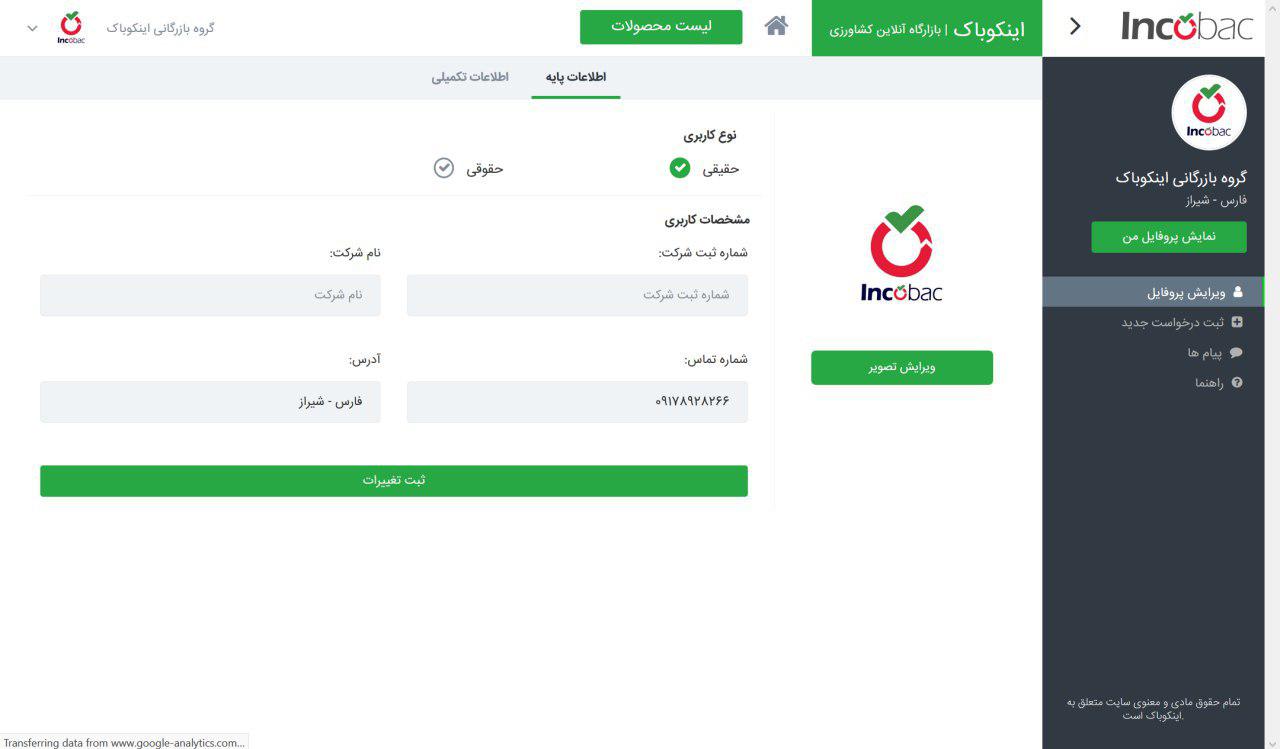 Incobac
اینکوباک | بازارگاه آنلاین کشاورزی
لیست محصولات
گروه بازرگانی اینکوباک
Incobac
اطلاعات پایه
اطلاعات تکمیلی
Incobac
گروه بازرگانی اینکوباک
فارس - شیراز
نمایش پروفایل من
ویرایش پروفایل
ثبت درخواست جدید
پیام ها
راهنما
تمام حقوق مادی و معنوی سایت متعلق به
اینکوباک است.
Incobac
ویرایش تصویر
نوع کاربری
حقیقی
حقوقی
مشخصات کاربری
شماره ثبت شرکت:
نام شرکت:
شماره ثبت شرکت
نام شرکت
شماره تماس:
آدرس:
۰۹۱۷۸۹۲۸۲۶۶
فارس - شیراز
ثبت تغییرات
Transferring data from www.google-analytics.com...